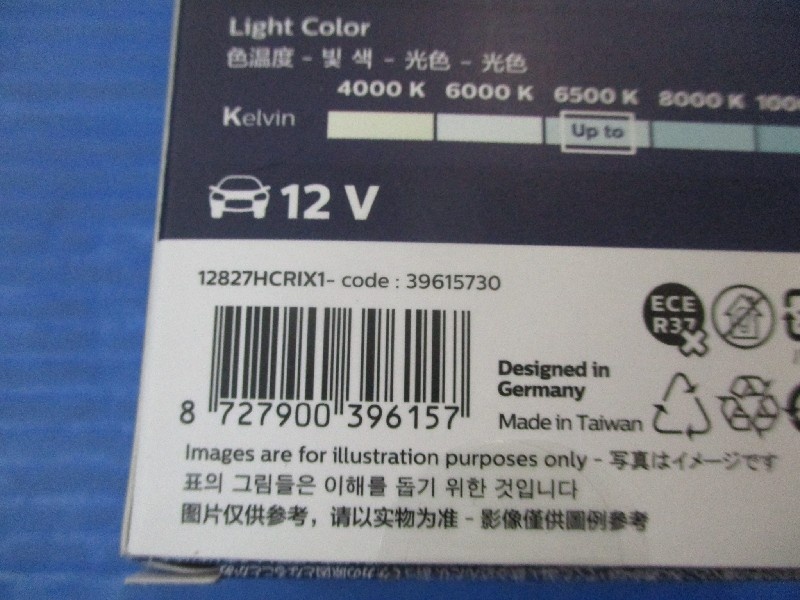 Light Color
色温度 - 빛 색 - 光色 - 光色
4000 K 6000 K 6500 K 8000 K
Kelvin
Up to
12 V
12827HCRIX1- code : 39615730
ECE
R37
8 727900 396157
Designed in
Germany
Made in Taiwan
Images are for illustration purposes only - 写真はイメージです
표의 그림들은 이해를 돕기 위한 것입니다
图片仅供参考，请以实物为准 - 影像僅供圖例參考